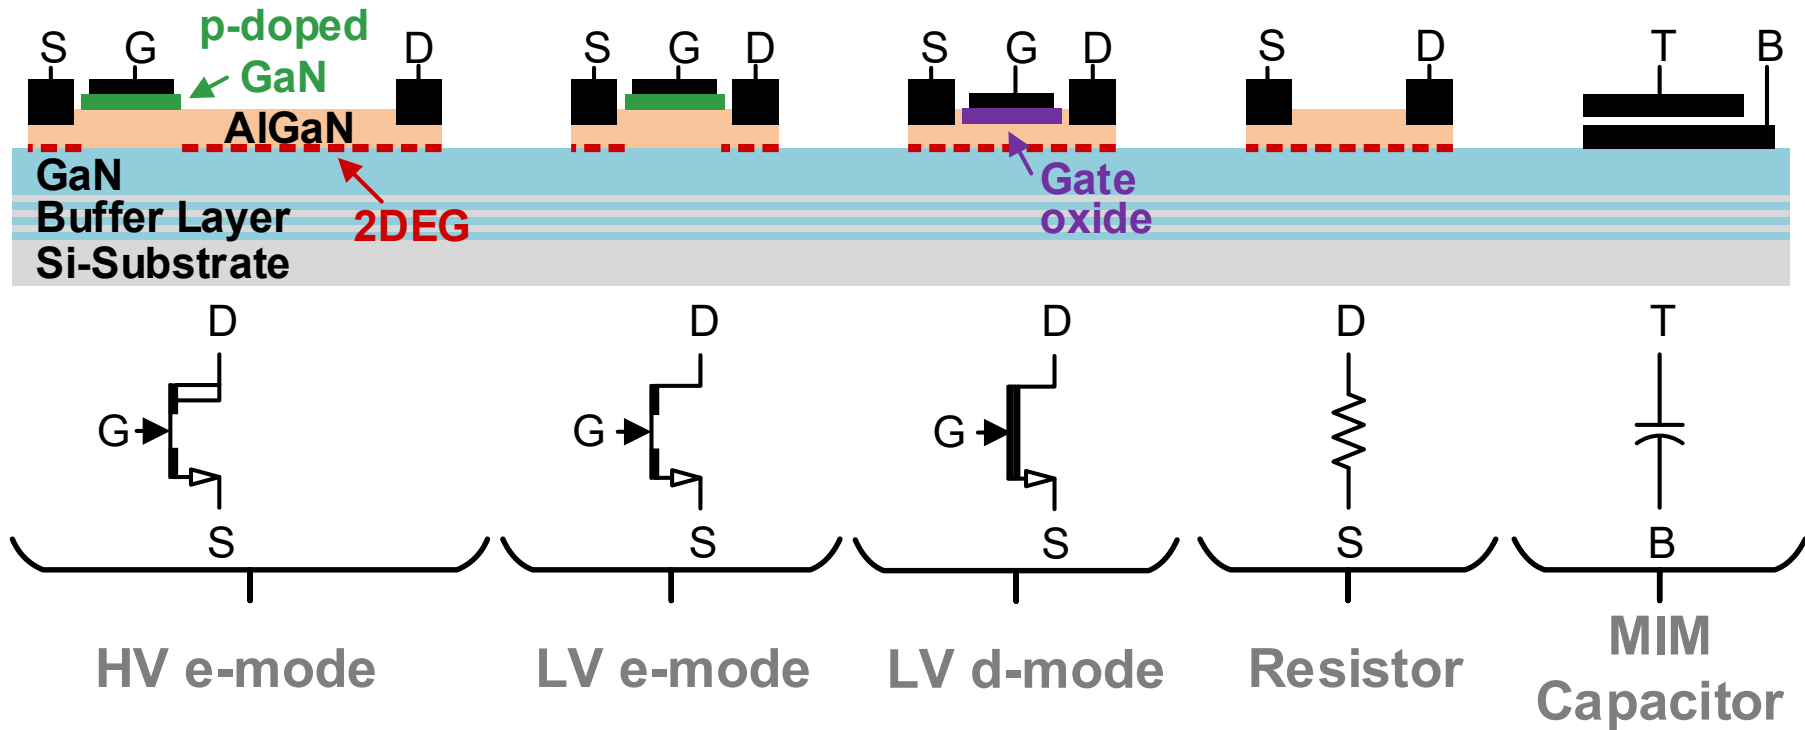 p-doped
GaN
S G D
S G D
S G D
S D
T B
AlGaN
GaN
Buffer Layer
2DEG
Si-Substrate
Gate
oxide
D D D D T
G G G
S S S S B
HV e-mode
LV e-mode
LV d-mode
Resistor
MIM
Capacitor